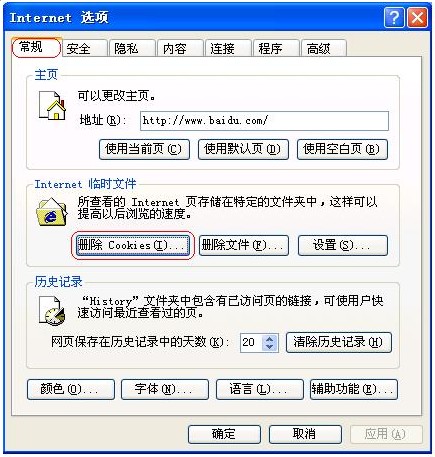 Internet 选项
常规 安全 隐私 内容 连接 程序 高级
主页
可以更改主页。
地址(R): http://www.baidu.com/
使用当前页(C) 使用默认页(D) 使用空白页(B)
Internet 临时文件
所查看的 Internet 页存储在特定的文件夹中，这样可以
提高以后浏览的速度。
删除 Cookies(I)... 删除文件(F)... 设置(S)...
历史记录
“History”文件夹中包含有已访问页的链接，可使用户快
速访问最近查看过的页。
网页保存在历史记录中的天数(K): 20 清除历史记录(H)
颜色(O)... 字体(N)... 语言(L)... 辅助功能(E)...
确定 取消 应用(A)